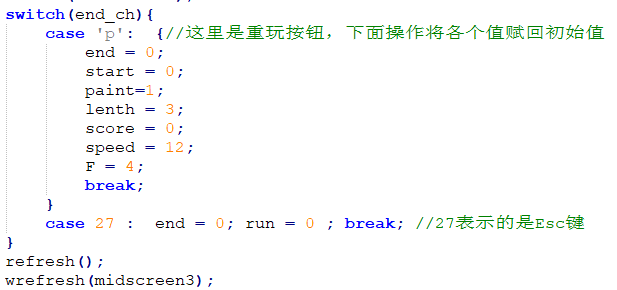 switch(end_ch){
case 'p':  {//这里是重玩按钮，下面操作将各个值赋回初始值
end = 0;
start = 0;
paint=1;
lenth = 3;
score = 0;
speed = 12;
F = 4;
break;
}
case 27 :  end = 0; run = 0 ; break; //27表示的是Esc键
}
refresh();
wrefresh(midscreen3);